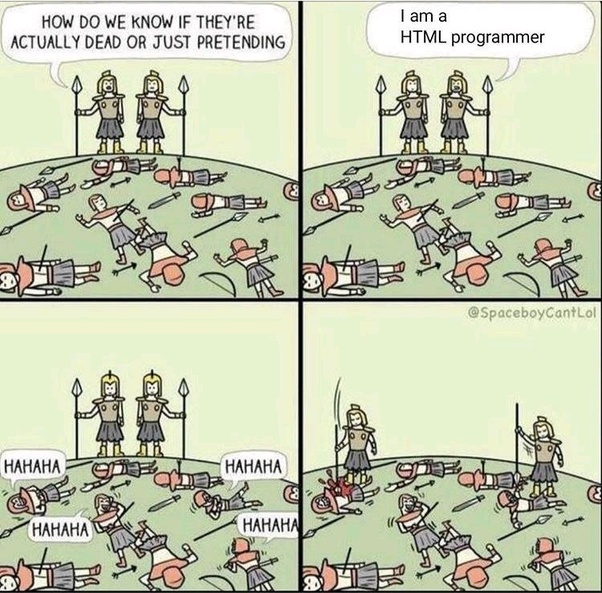 HOW DO WE KNOW IF THEY'RE
ACTUALLY DEAD OR JUST PRETENDING
I am a
HTML programmer
@SpaceboyCantLol
HAHAHA
HAHAHA
HAHAHA
HAHAHA